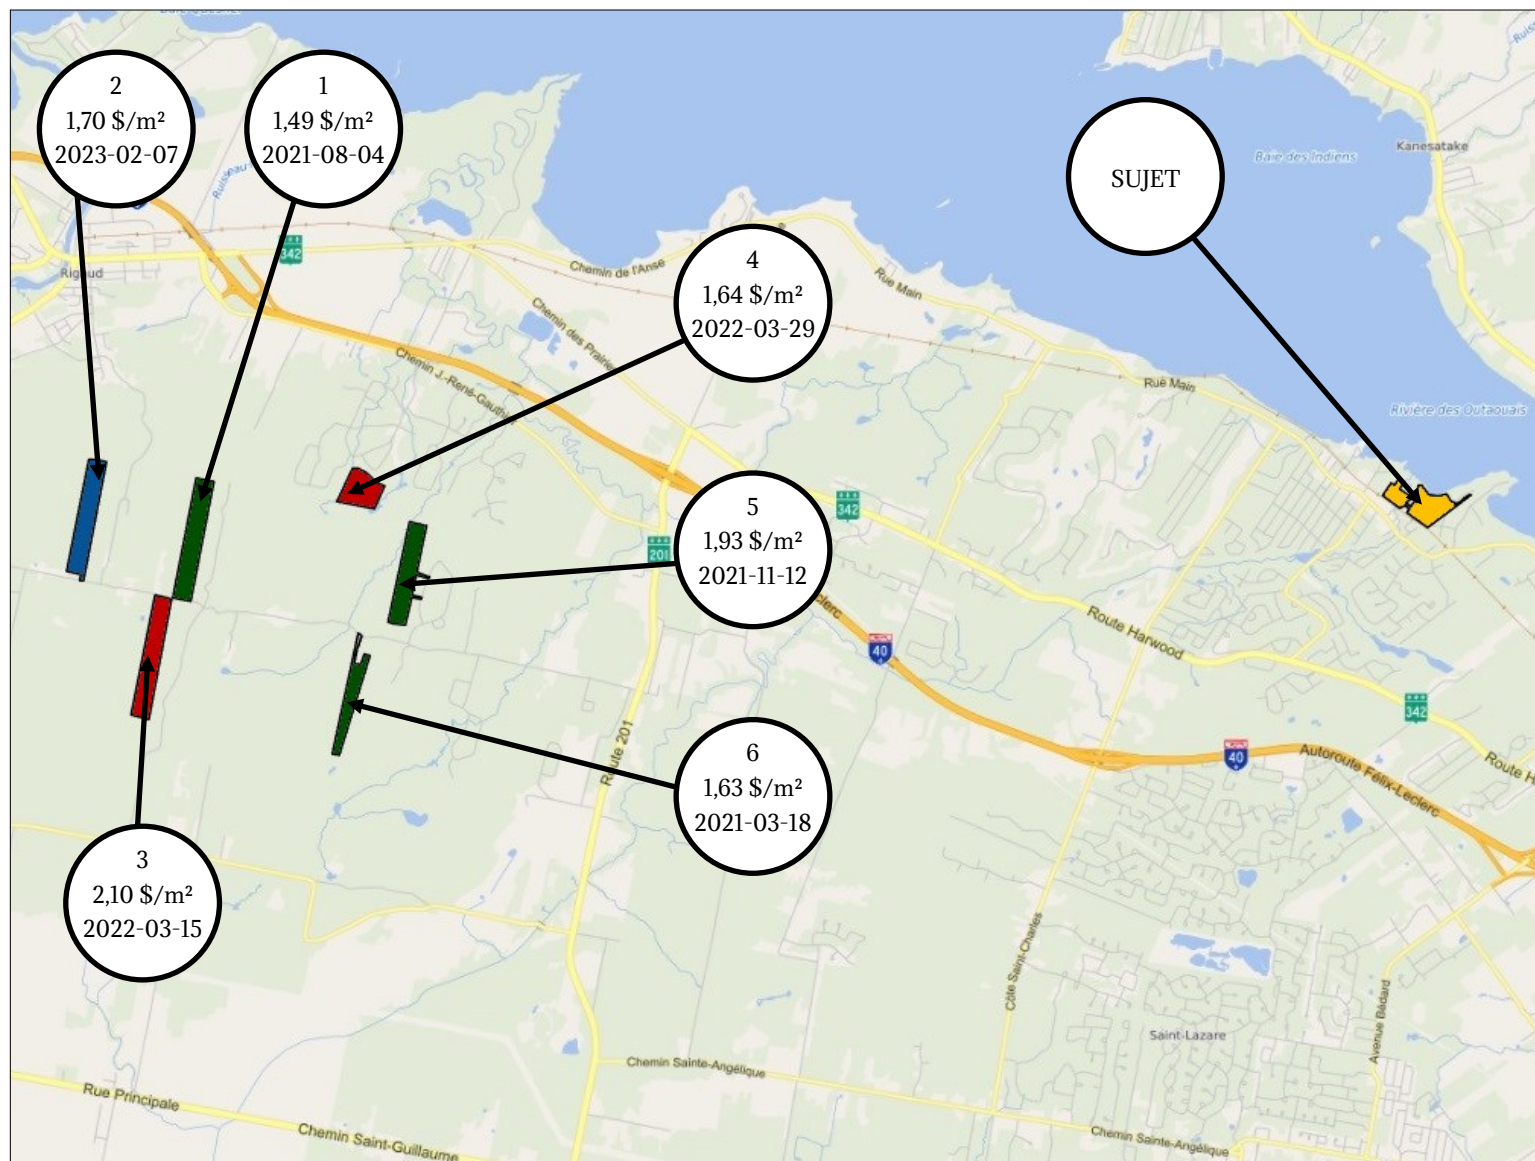 2
1,70 $/m²
2023-02-07
1
1,49 $/m²
2021-08-04
SUJET
Baie des Indiens
Kanesatake
342
Rigaud
Chemin de l'Anse
4
1,64 $/m²
2022-03-29
Rue Main
Chemin des Prairie
Chemin J.-René-Gauthi
Rue Main
Rivière des Outaouais
5
1,93 $/m²
2021-11-12
342
201
clerc
Route Harwood
40
342
Route 201
6
1,63 $/m²
2021-03-18
40
Autoroute Félix-Leclerc
Route H
3
2,10 $/m²
2022-03-15
Côte Saint-Charles
Saint-Lazare
Avenue Bédard
Chemin Sainte-Angélique
Rue Principale
Chemin Saint-Guillaume
Chemin Sainte-Angélique